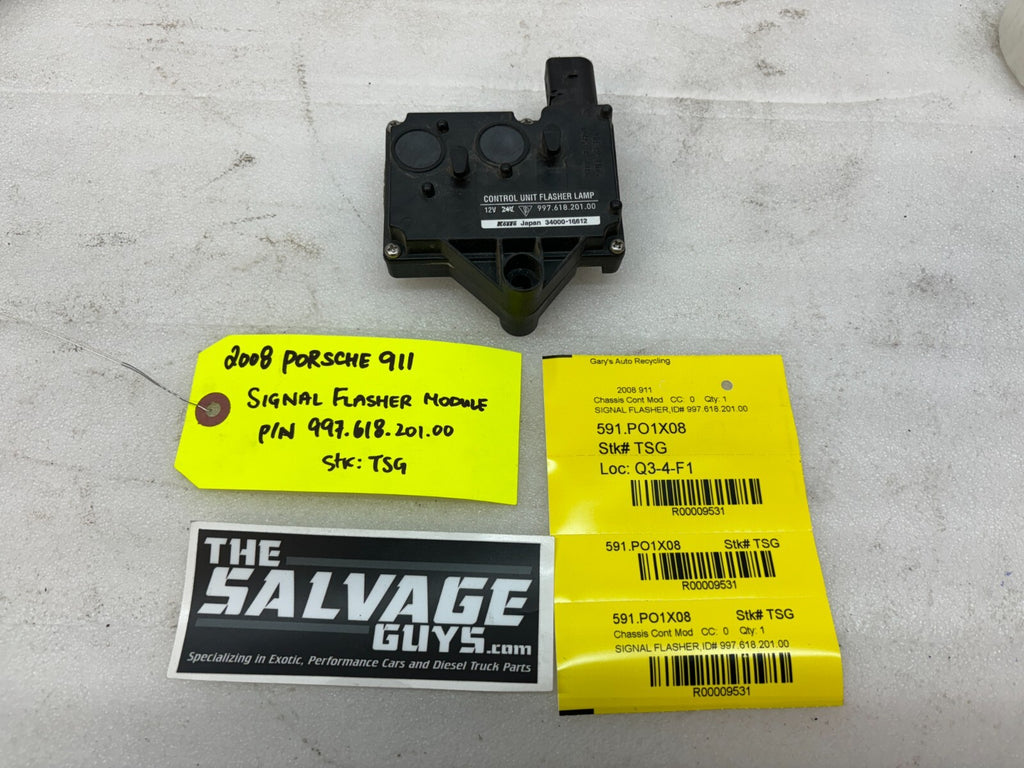 CONTROL UNIT FLASHER LAMP
12V 24W 997.618.201.00
Japan 34000-16612
2008 PORSCHE 911
SIGNAL FLASHER MODULE
P/N 997.618.201.00
Stk: TSG
Gary's Auto Recycling
2008 911
Chassis Cont Mod CC: 0 Qty: 1
SIGNAL FLASHER,ID# 997.618.201.00
591.PO1X08
Stk# TSG
Loc: Q3-4-F1
R00009531
591.PO1X08 Stk# TSG
R00009531
591.PO1X08 Stk# TSG
Chassis Cont Mod CC: 0 Qty: 1
SIGNAL FLASHER,ID# 997.618.201.00
R00009531
THE
SALVAGE
GUYS.com
Specializing in Exotic, Performance Cars and Diesel Truck Parts